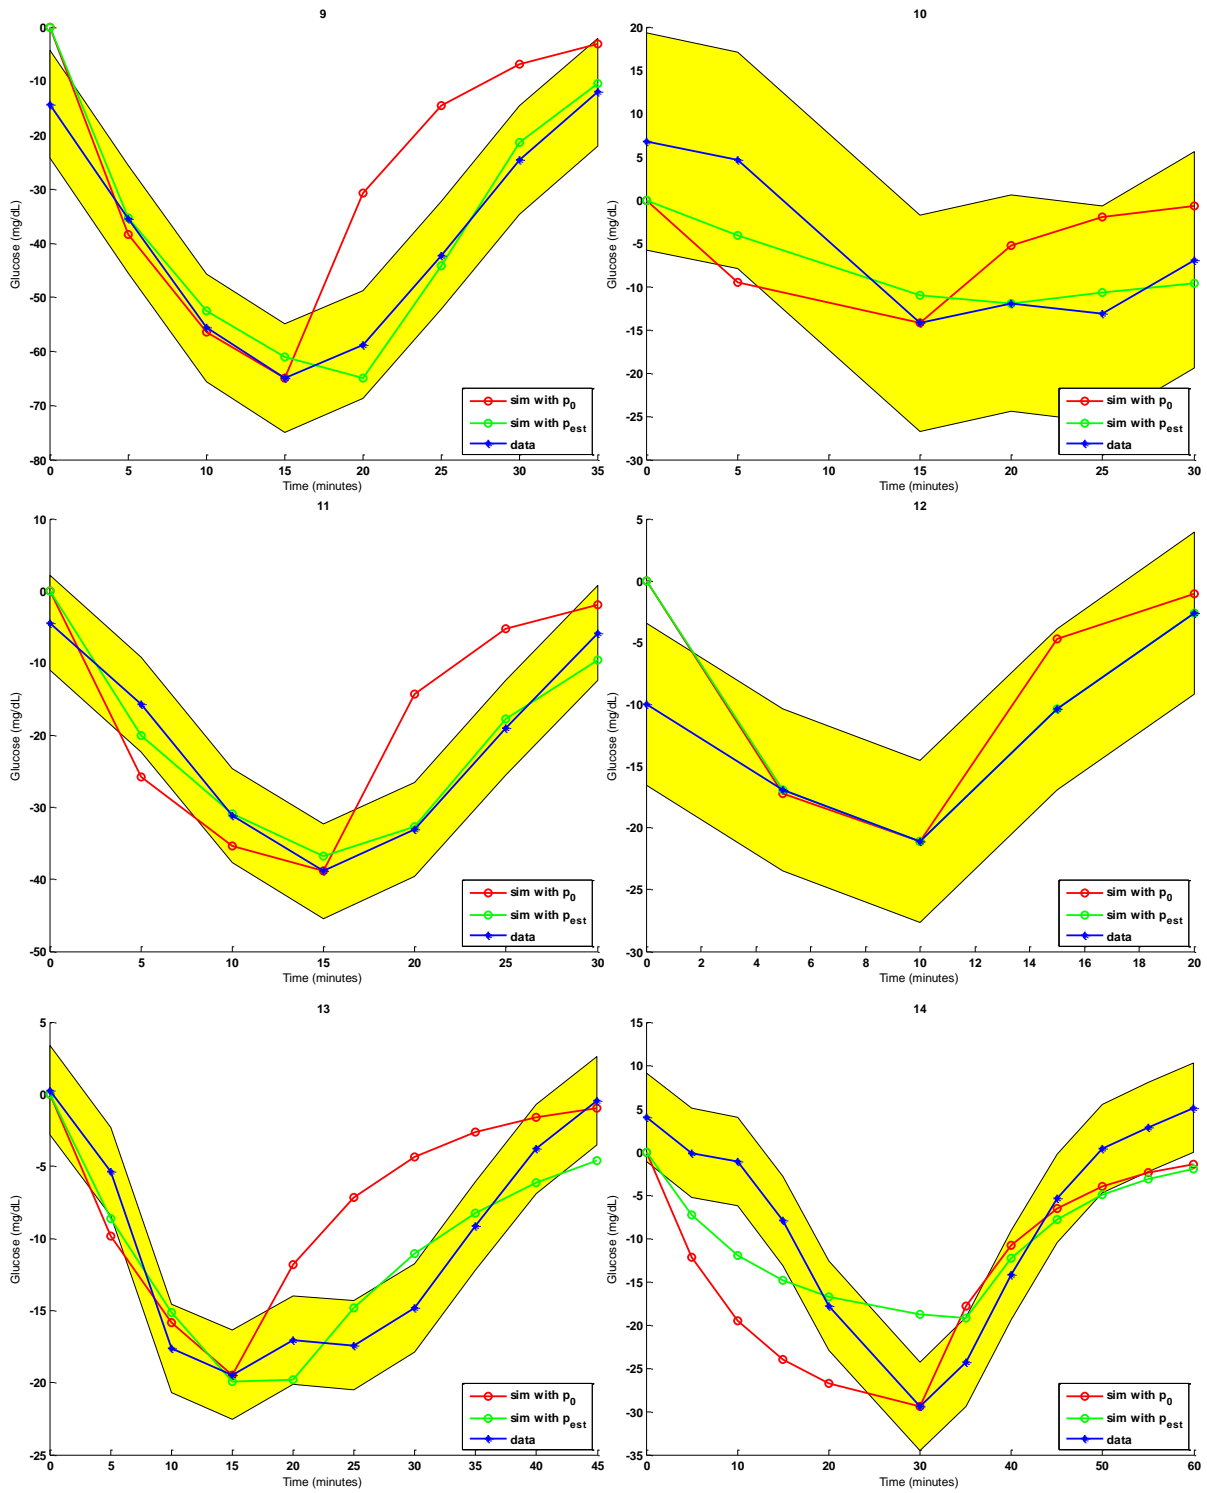 9
0
-10
-20
-30
-40
-50
-60
-70
-80
Glucose (mg/dL)
0 5 10 15 20 25 30 35
Time (minutes)
sim with p0
sim with pest
data
10
20
15
10
5
0
-5
-10
-15
-20
-25
-30
Glucose (mg/dL)
0 5 10 15 20 25 30
Time (minutes)
sim with p0
sim with pest
data
11
10
0
-10
-20
-30
-40
-50
Glucose (mg/dL)
0 5 10 15 20 25 30
Time (minutes)
sim with p0
sim with pest
data
12
5
0
-5
-10
-15
-20
-25
-30
Glucose (mg/dL)
0 2 4 6 8 10 12 14 16 18 20
Time (minutes)
sim with p0
sim with pest
data
13
5
0
-5
-10
-15
-20
-25
Glucose (mg/dL)
0 5 10 15 20 25 30 35 40 45
Time (minutes)
sim with p0
sim with pest
data
14
15
10
5
0
-5
-10
-15
-20
-25
-30
-35
Glucose (mg/dL)
0 10 20 30 40 50 60
Time (minutes)
sim with p0
sim with pest
data